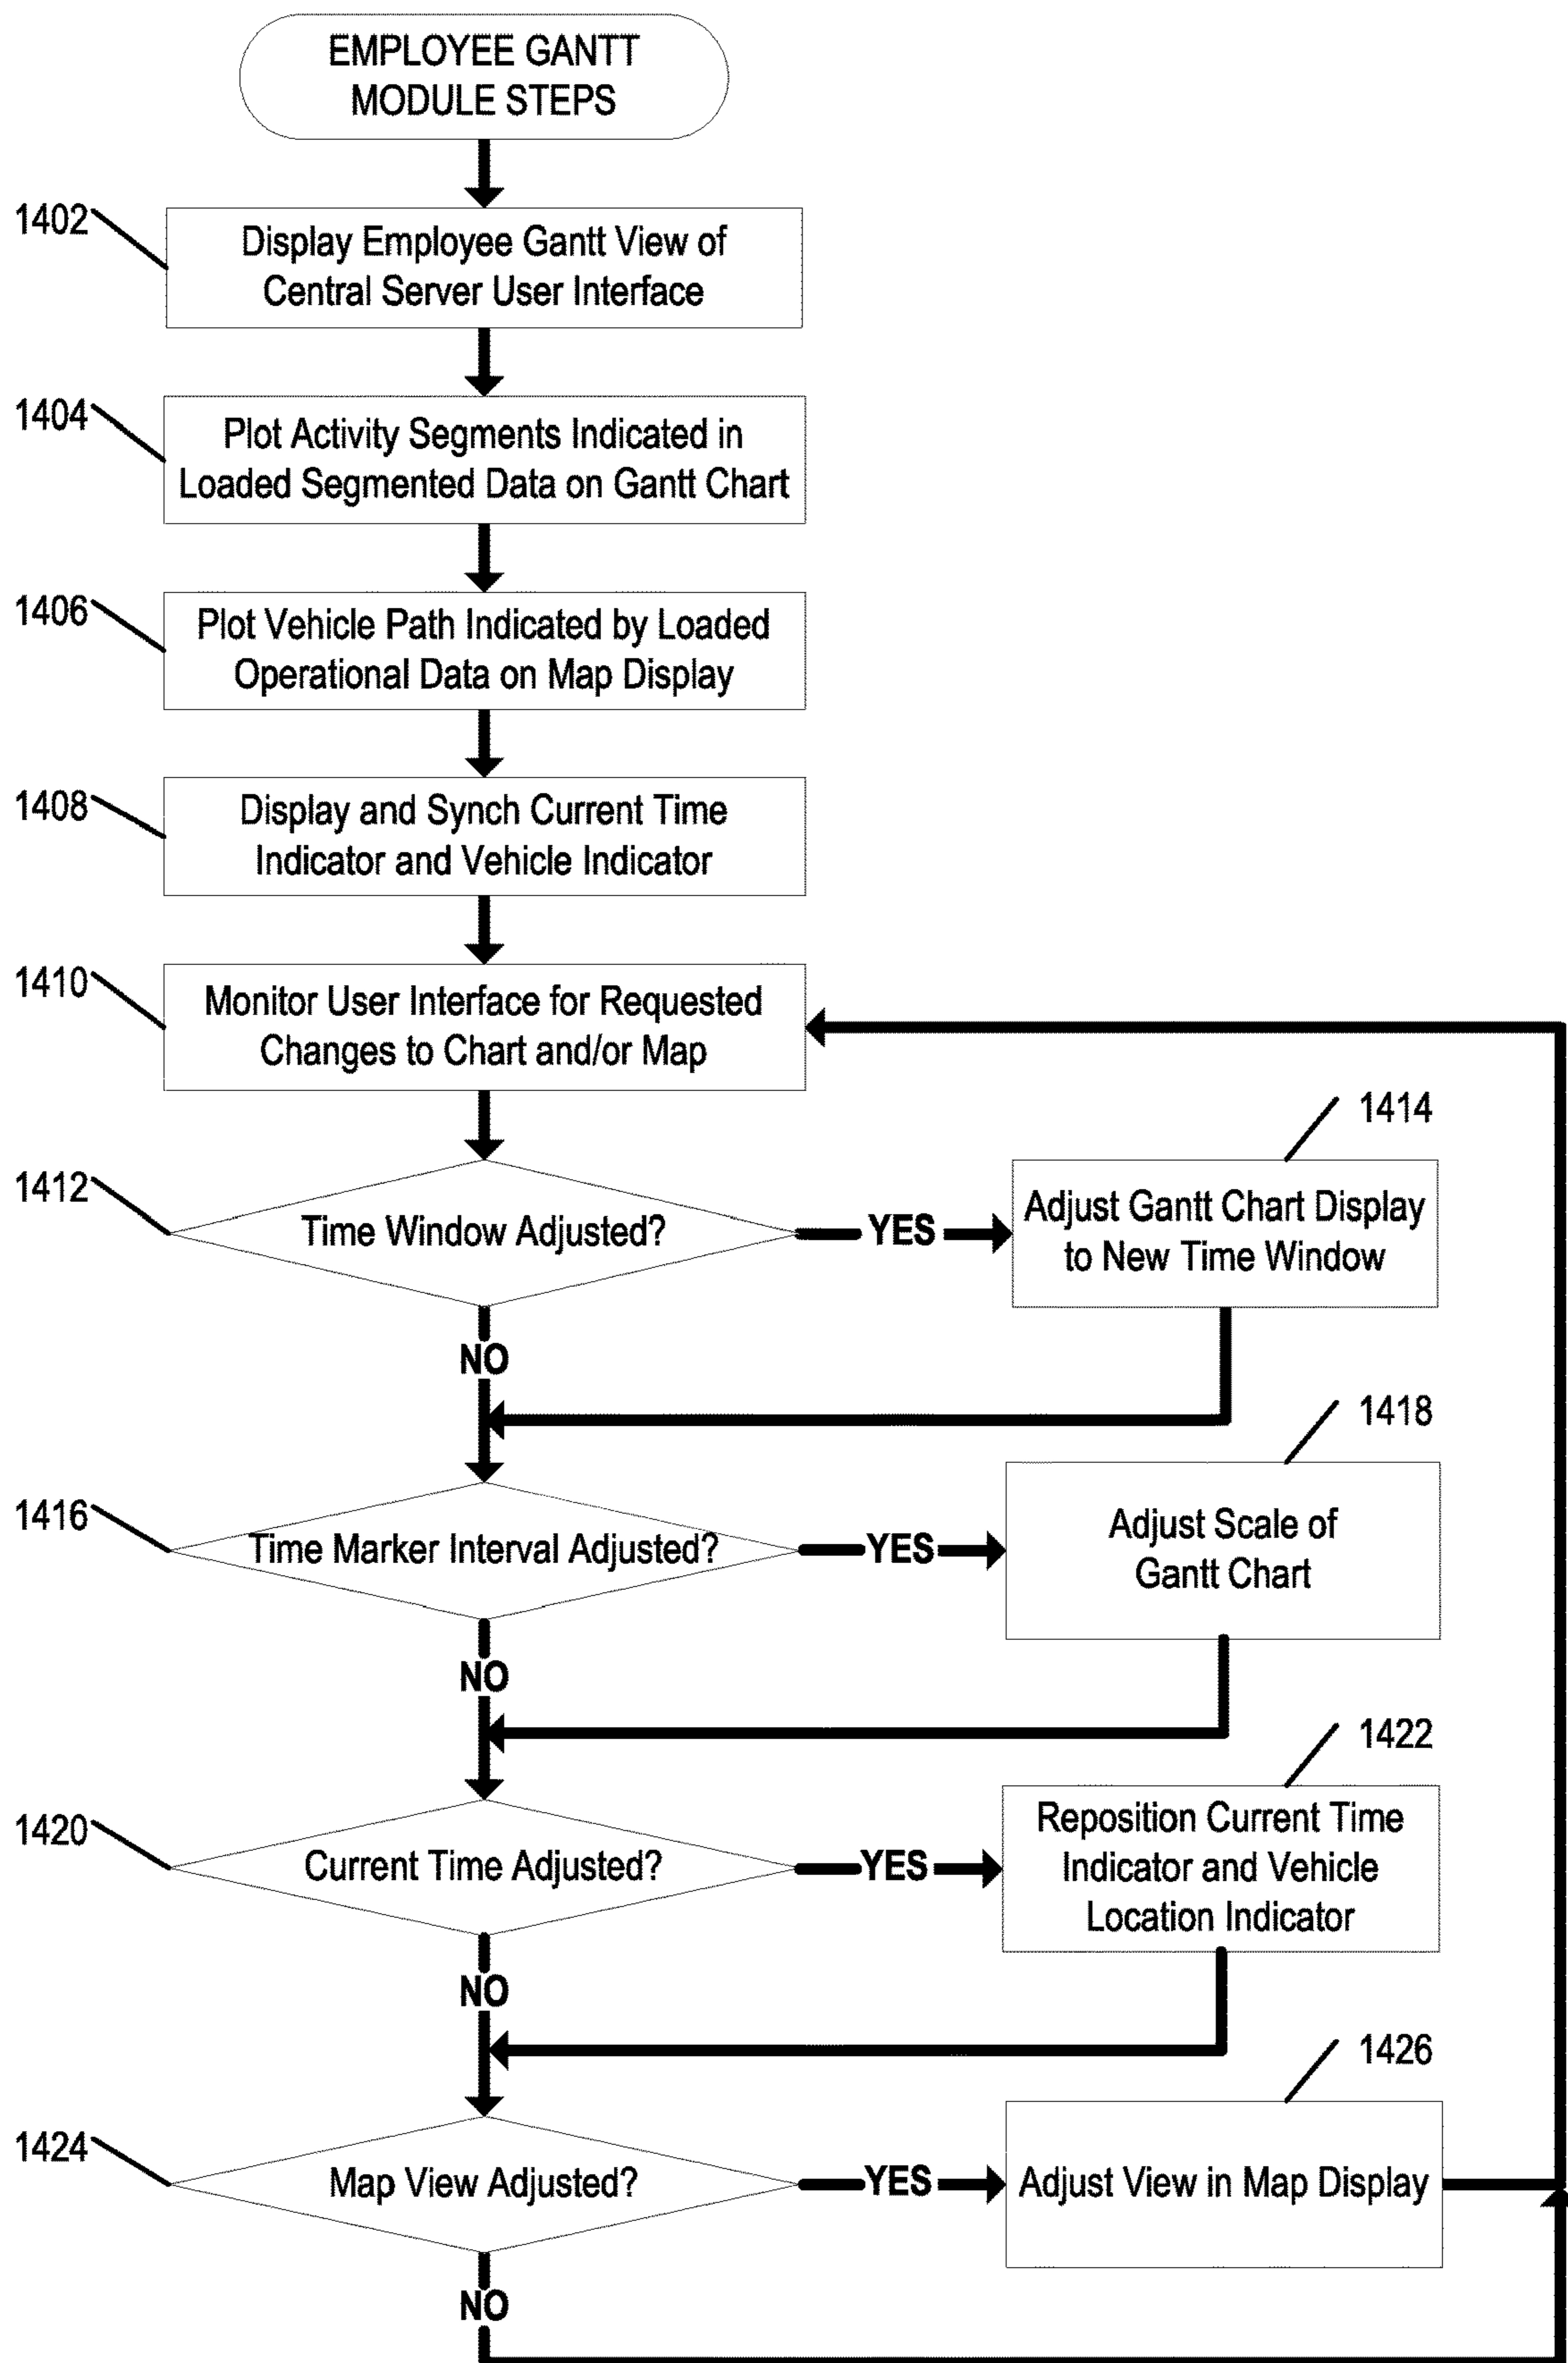 EMPLOYEE GANTT
MODULE STEPS
1402
Display Employee Gantt View of
Central Server User Interface
1404
Plot Activity Segments Indicated in
Loaded Segmented Data on Gantt Chart
1406
Plot Vehicle Path Indicated by Loaded
Operational Data on Map Display
1408
Display and Synch Current Time
Indicator and Vehicle Indicator
1410
Monitor User Interface for Requested
Changes to Chart and/or Map
1412
Time Window Adjusted?
YES
1414
Adjust Gantt Chart Display
to New Time Window
NO
1416
Time Marker Interval Adjusted?
YES
1418
Adjust Scale of
Gantt Chart
NO
1420
Current Time Adjusted?
YES
1422
Reposition Current Time
Indicator and Vehicle
Location Indicator
NO
1424
Map View Adjusted?
YES
1426
Adjust View in Map Display
NO